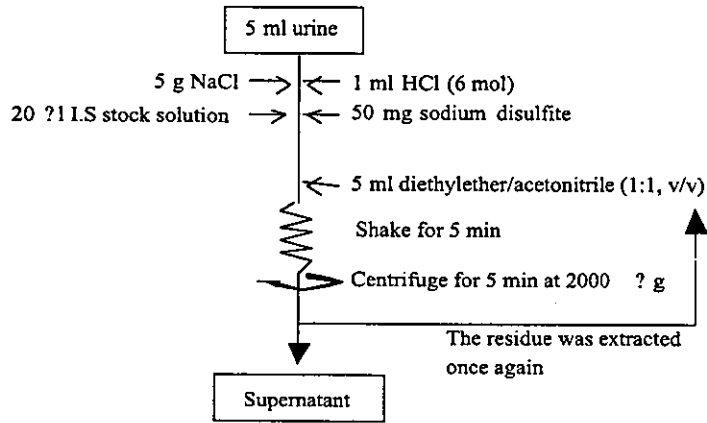 5 ml urine
5 g NaCl
1 ml HCl (6 mol)
20 ?l I.S stock solution
50 mg sodium disulfite
5 ml diethylether/acetonitrile (1:1, v/v)
Shake for 5 min
Centrifuge for 5 min at 2000 ? g
The residue was extracted
once again
Supernatant